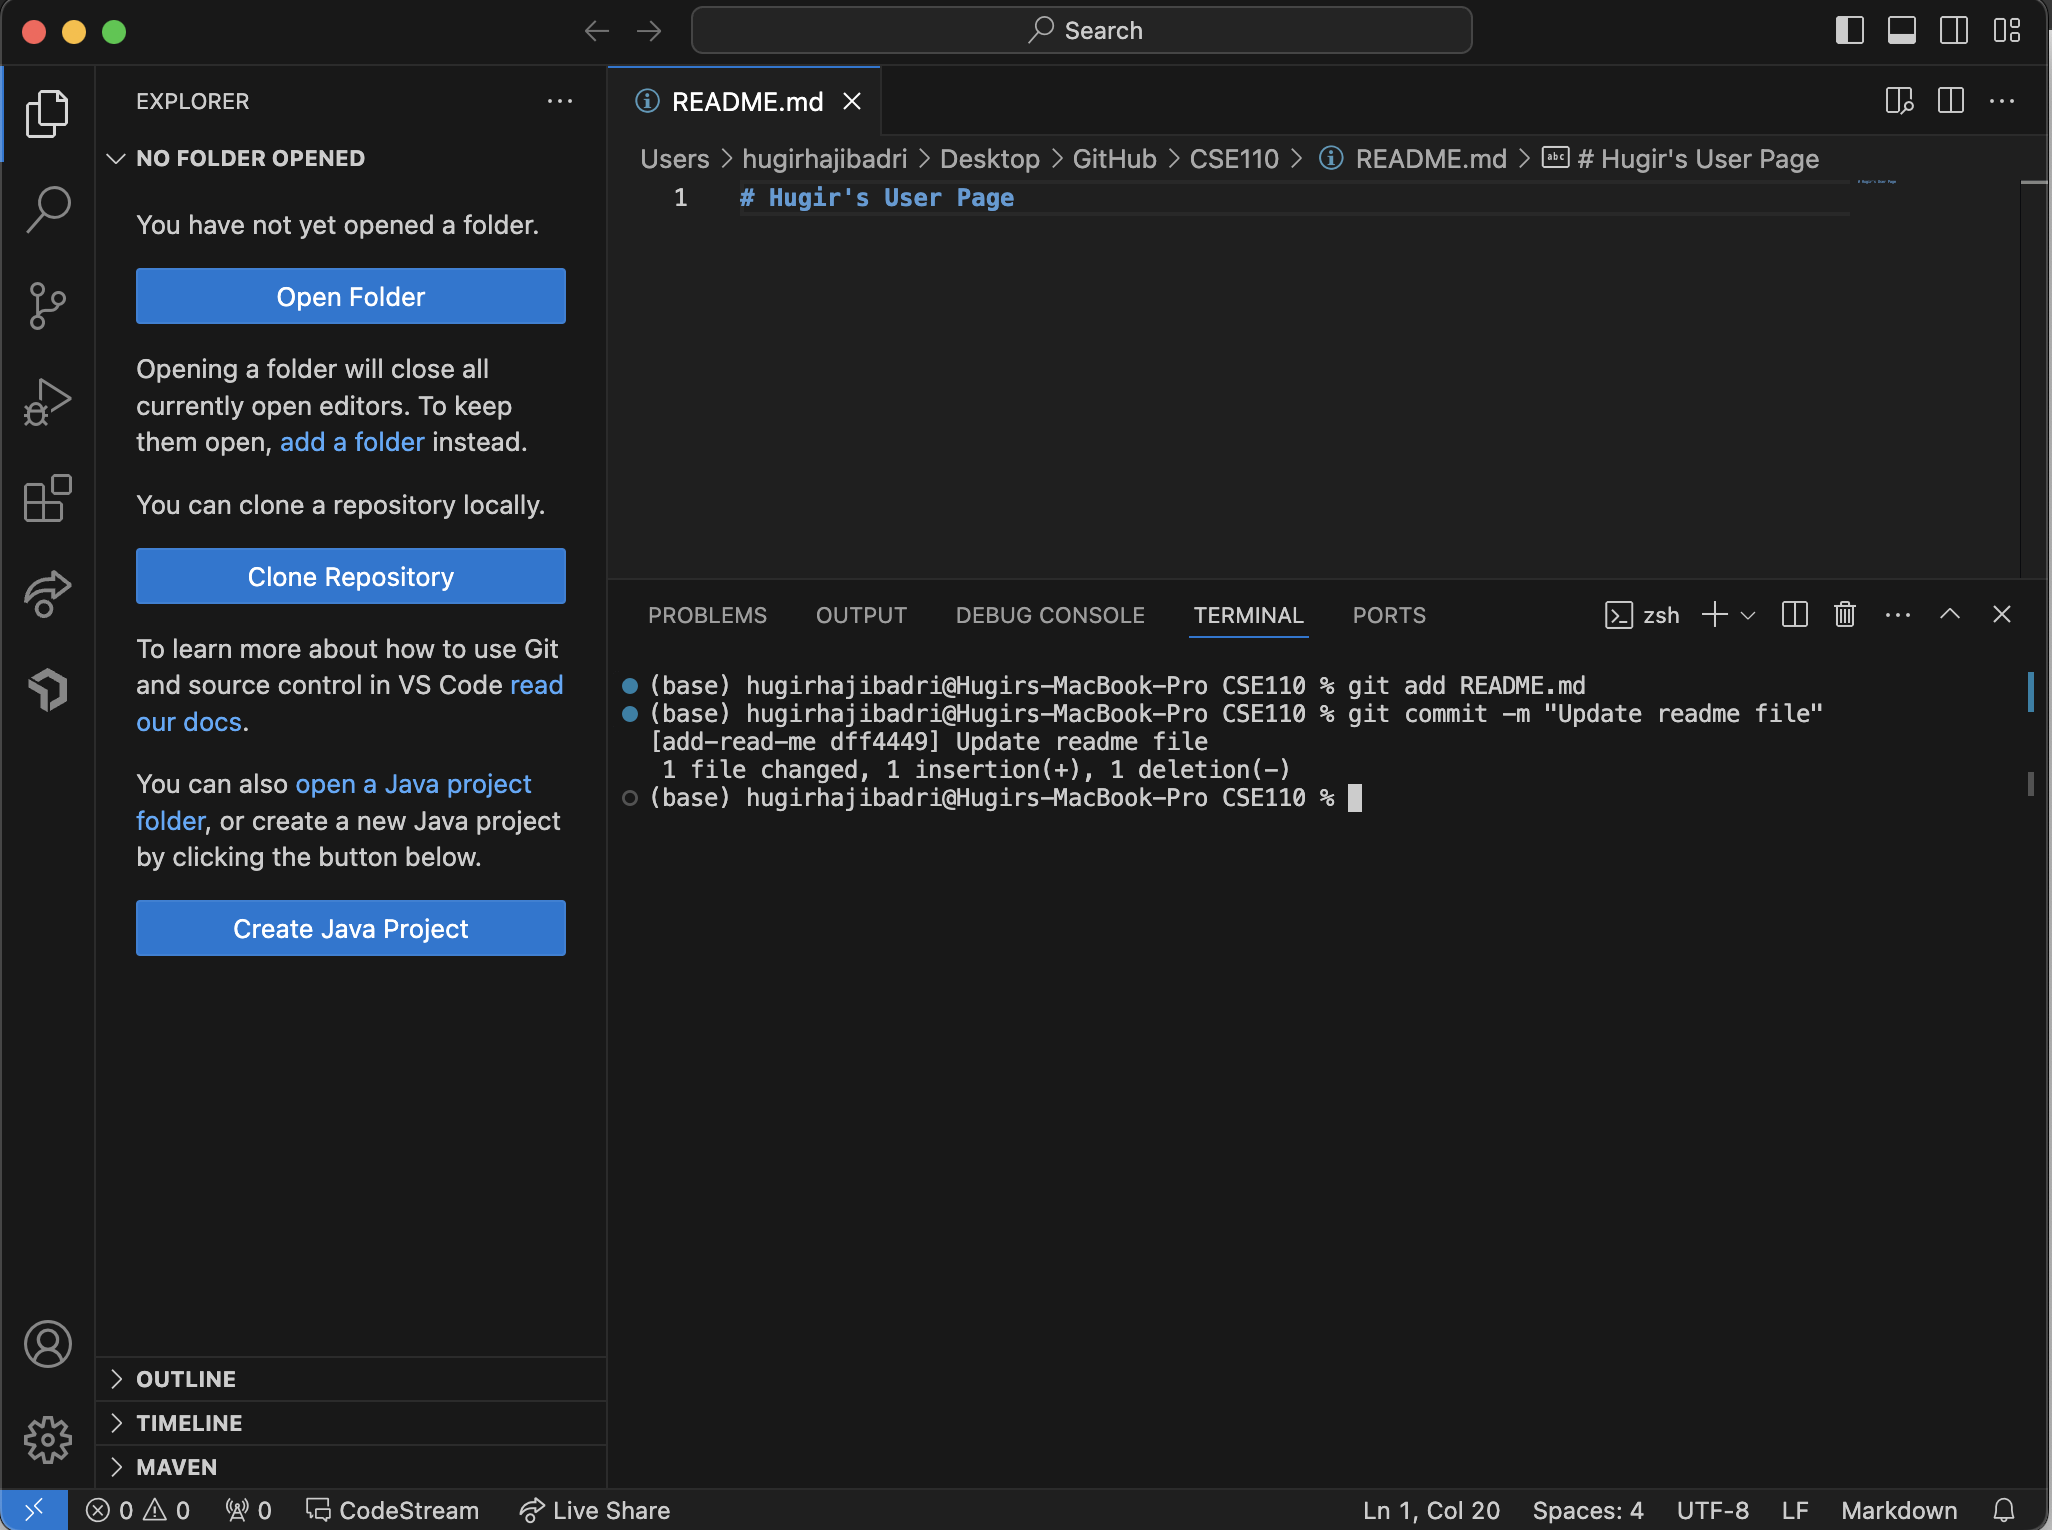 Search
EXPLORER
NO FOLDER OPENED
You have not yet opened a folder.
Open Folder
Opening a folder will close all
currently open editors. To keep
them open, add a folder instead.
You can clone a repository locally.
Clone Repository
To learn more about how to use Git
and source control in VS Code read
our docs.
You can also open a Java project
folder, or create a new Java project
by clicking the button below.
Create Java Project
OUTLINE
TIMELINE
MAVEN
README.md
Users > hugirhajibadri > Desktop > GitHub > CSE110 > README.md > abc # Hugir's User Page
1 # Hugir's User Page
# Hugir's User Page
PROBLEMS OUTPUT DEBUG CONSOLE TERMINAL PORTS zsh
(base) hugirhajibadri@Hugirs-MacBook-Pro CSE110 % git add README.md
(base) hugirhajibadri@Hugirs-MacBook-Pro CSE110 % git commit -m "Update readme file"
[add-read-me dff4449] Update readme file
1 file changed, 1 insertion(+), 1 deletion(-)
(base) hugirhajibadri@Hugirs-MacBook-Pro CSE110 %
0 0 0 CodeStream Live Share Ln 1, Col 20 Spaces: 4 UTF-8 LF Markdown